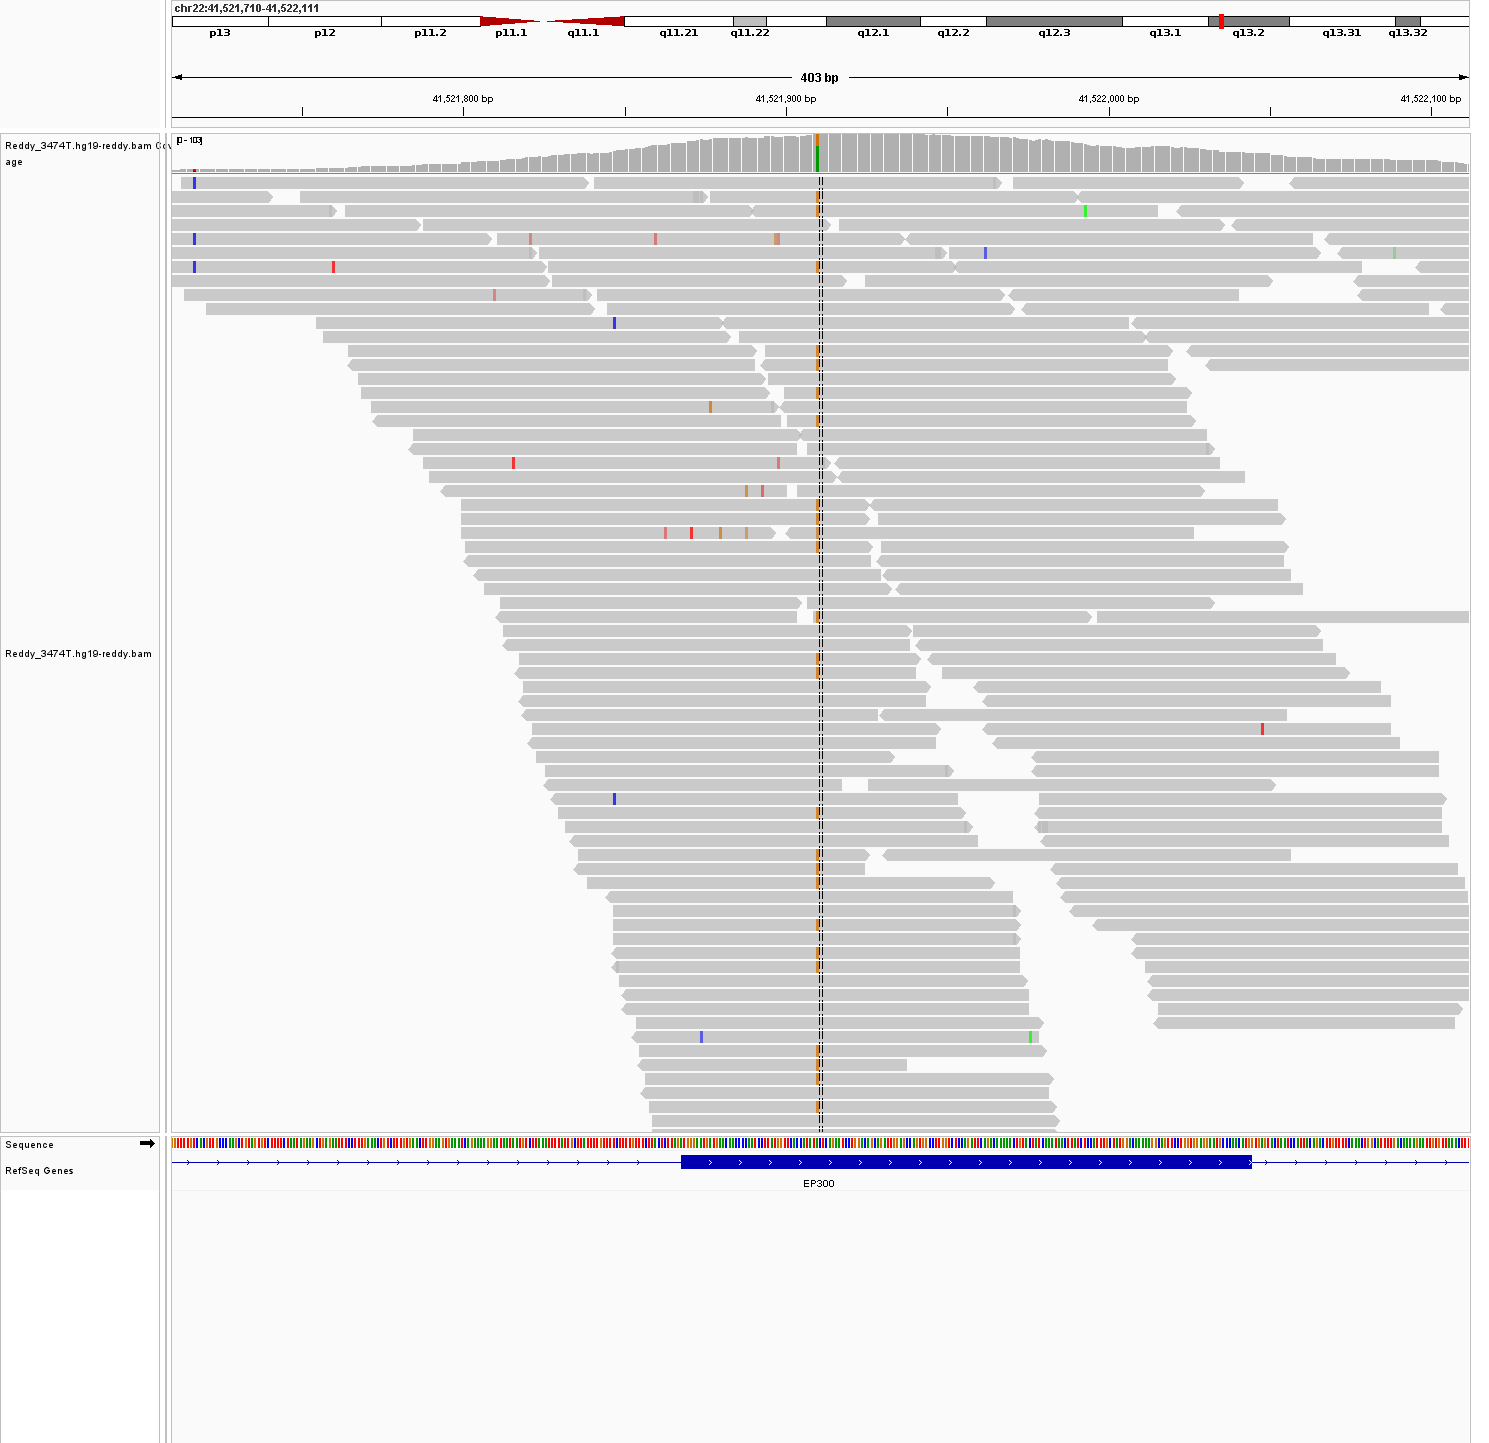 chr22:41,521,710-41,522,111
p13 p12 p11.2 p11.1 q11.1 q11.21 q11.22 q12.1 q12.2 q12.3 q13.1 q13.2 q13.31 q13.32
403 bp
41,521,800 bp 41,521,900 bp 41,522,000 bp 41,522,100 bp
[0 - 103]
Reddy_3474T.hg19-reddy.bam Cov
age
Reddy_3474T.hg19-reddy.bam
Sequence
RefSeq Genes
EP300